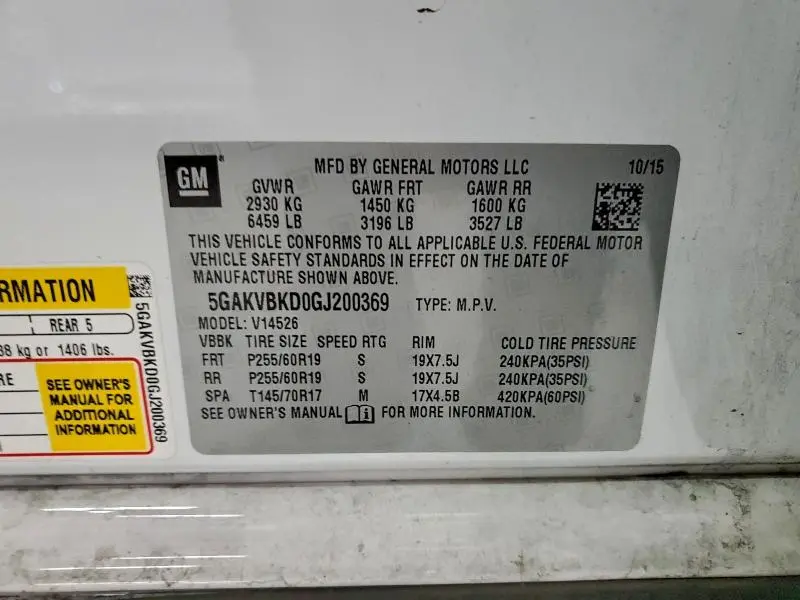 GM
MFD BY GENERAL MOTORS LLC 10/15
GVWR GAWR FRT GAWR RR
2930 KG 1450 KG 1600 KG
6459 LB 3196 LB 3527 LB
THIS VEHICLE CONFORMS TO ALL APPLICABLE U.S. FEDERAL MOTOR
VEHICLE SAFETY STANDARDS IN EFFECT ON THE DATE OF
MANUFACTURE SHOWN ABOVE.
5GAKVBKD0GJ200369 TYPE: M.P.V.
MODEL: V14526
VBBK TIRE SIZE SPEED RTG RIM COLD TIRE PRESSURE
FRT P255/60R19 S 19X7.5J 240KPA(35PSI)
RR P255/60R19 S 19X7.5J 240KPA(35PSI)
SPA T145/70R17 M 17X4.5B 420KPA(60PSI)
SEE OWNER'S MANUAL i FOR MORE INFORMATION.
RMATION
REAR 5
38 kg or 1406 lbs.
RE
SEE OWNER'S
MANUAL FOR
ADDITIONAL
INFORMATION
5GAKVBKD0GJ200369